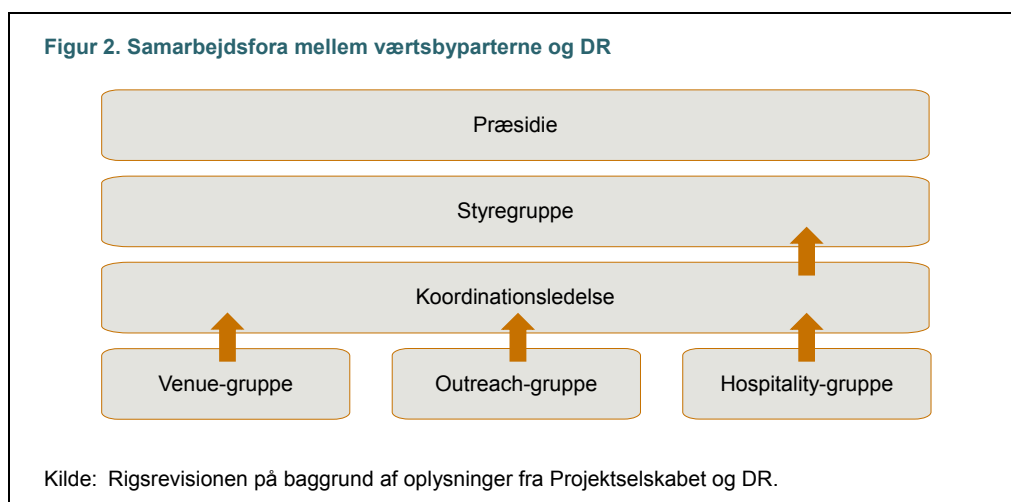 Figur 2. Samarbejdsfora mellem værtsbyparterne og DR
Præsidie
Styregruppe
Koordinationsledelse
Venue-gruppe
Outreach-gruppe
Hospitality-gruppe
Kilde: Rigsrevisionen på baggrund af oplysninger fra Projektselskabet og DR.